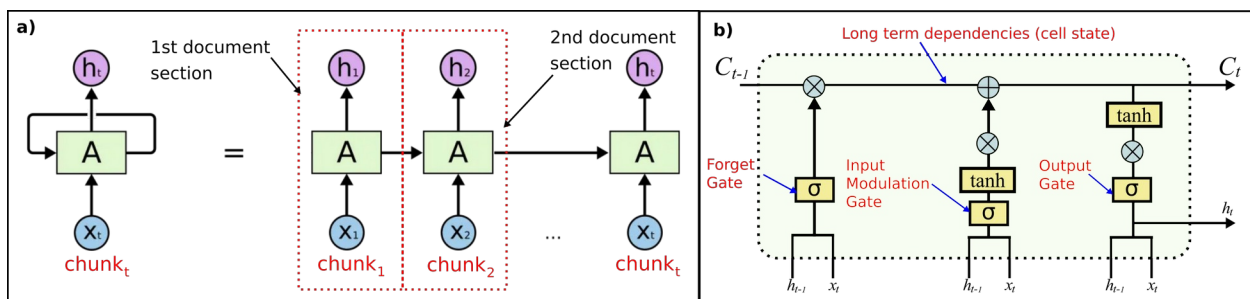 a)
1st document
section
2nd document
section
hₜ
h₁
h₂
hₜ
A
=
A
A
A
xₜ
x₁
x₂
...
xₜ
chunkₜ
chunk₁
chunk₂
chunkₜ
b)
Long term dependencies (cell state)
Cₜ₋₁
Cₜ
tanh
Forget
Gate
Input
Modulation
Gate
Output
Gate
σ
tanh
σ
σ
hₜ
hₜ₋₁
xₜ
hₜ₋₁
xₜ
hₜ₋₁
xₜ